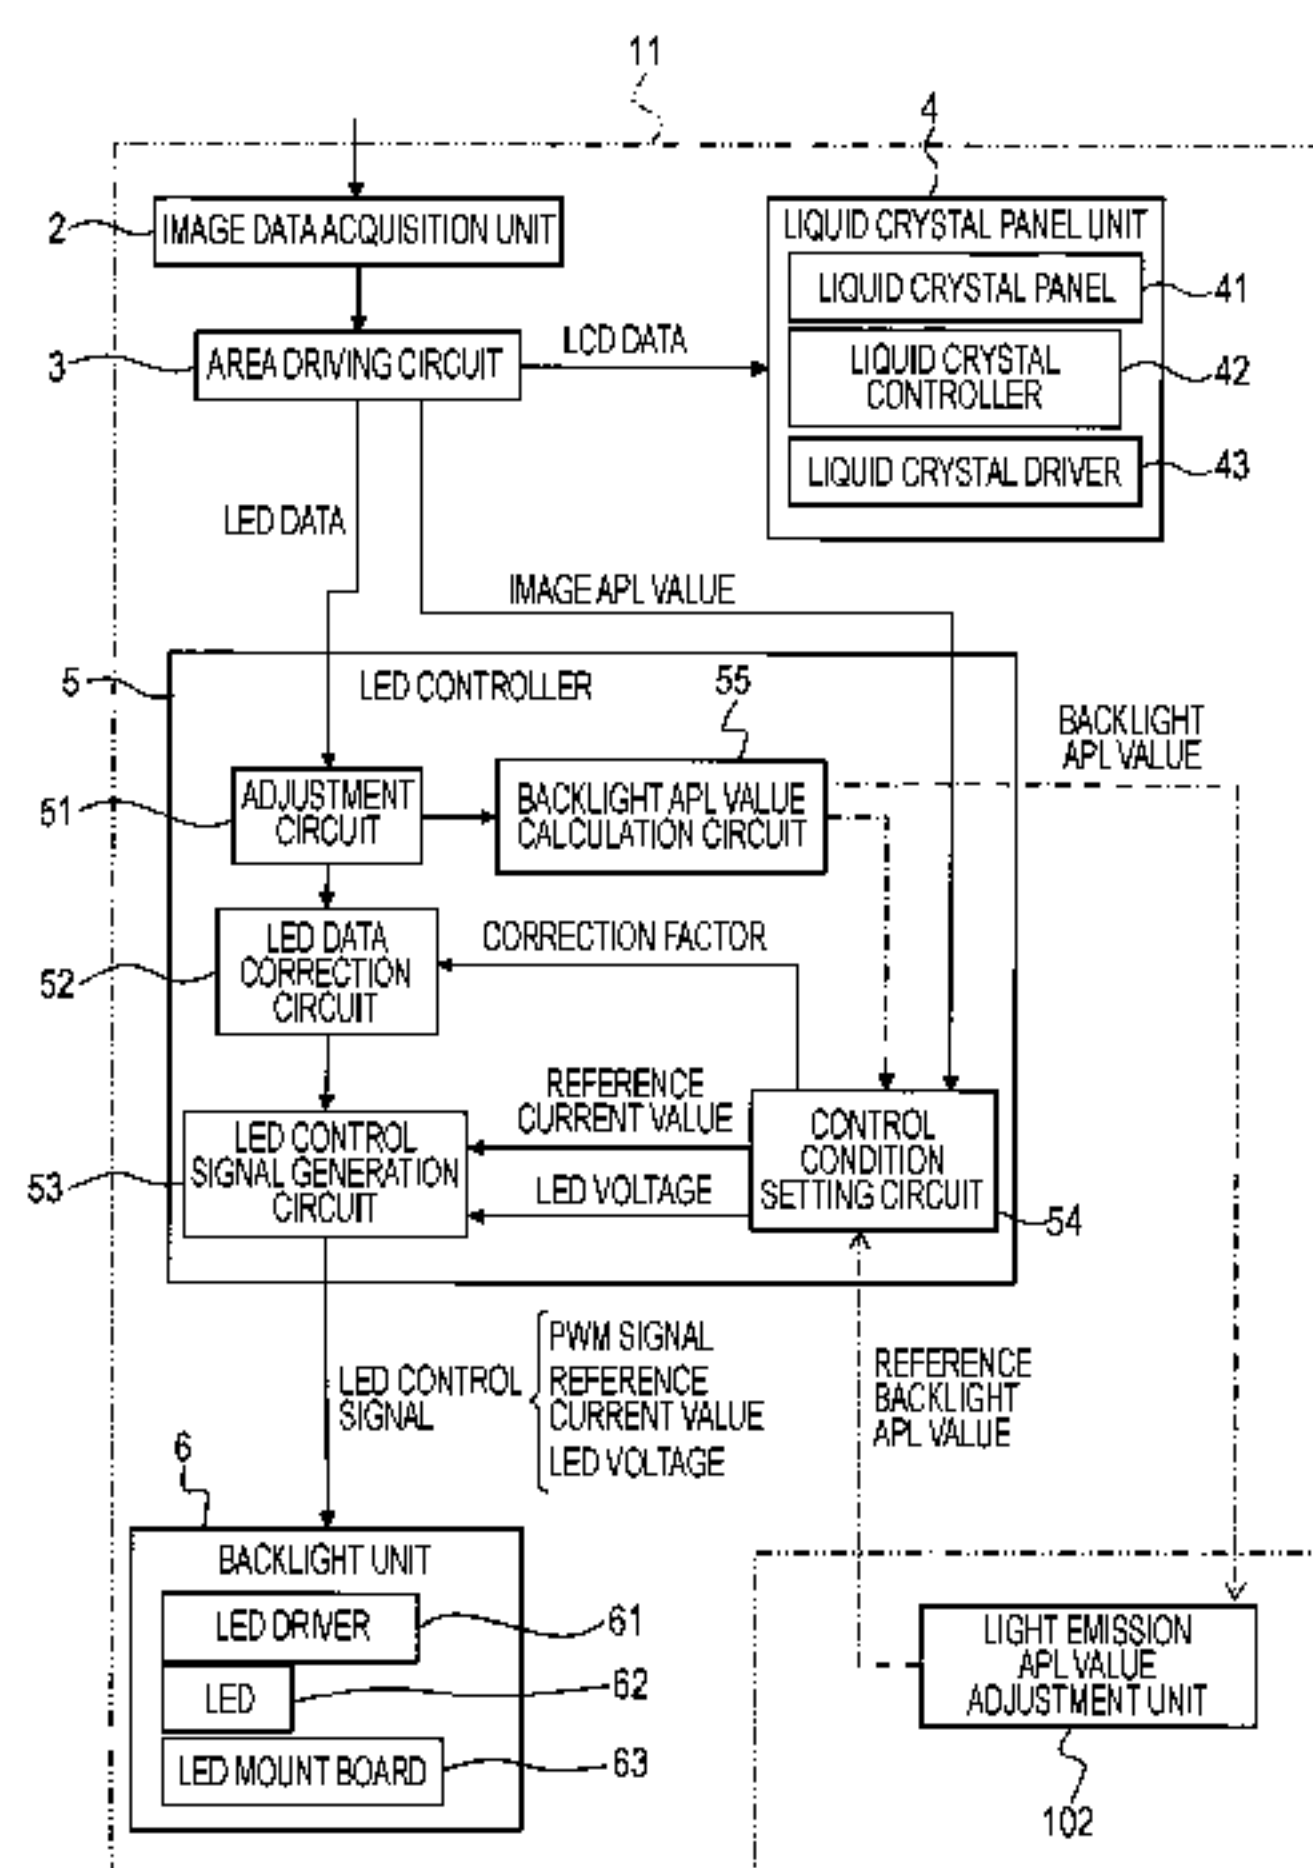 11
4
2
IMAGE DATA ACQUISITION UNIT
LIQUID CRYSTAL PANEL UNIT
LIQUID CRYSTAL PANEL
41
3
AREA DRIVING CIRCUIT
LCD DATA
LIQUID CRYSTAL
CONTROLLER
42
LIQUID CRYSTAL DRIVER
43
LED DATA
IMAGE APL VALUE
5
LED CONTROLLER
55
BACKLIGHT
APL VALUE
51
ADJUSTMENT
CIRCUIT
BACKLIGHT APL VALUE
CALCULATION CIRCUIT
52
LED DATA
CORRECTION
CIRCUIT
CORRECTION FACTOR
REFERENCE
CURRENT VALUE
53
LED CONTROL
SIGNAL GENERATION
CIRCUIT
LED VOLTAGE
CONTROL
CONDITION
SETTING CIRCUIT
54
LED CONTROL
SIGNAL
PWM SIGNAL
REFERENCE
CURRENT VALUE
LED VOLTAGE
REFERENCE
BACKLIGHT
APL VALUE
6
BACKLIGHT UNIT
LED DRIVER
61
LED
62
LED MOUNT BOARD
63
LIGHT EMISSION
APL VALUE
ADJUSTMENT UNIT
102